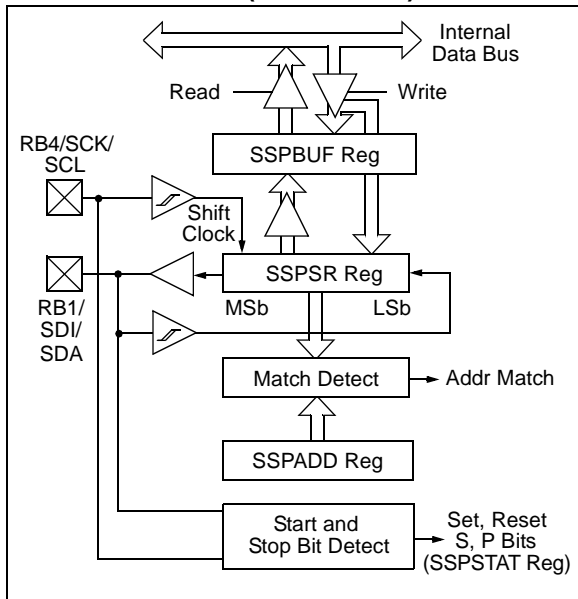 Internal
Data Bus
Read
Write
RB4/SCK/
SCL
SSPBUF Reg
Shift
Clock
SSPSR Reg
MSb
LSb
RB1/
SDI/
SDA
Match Detect
Addr Match
SSPADD Reg
Start and
Stop Bit Detect
Set, Reset
S, P Bits
(SSPSTAT Reg)